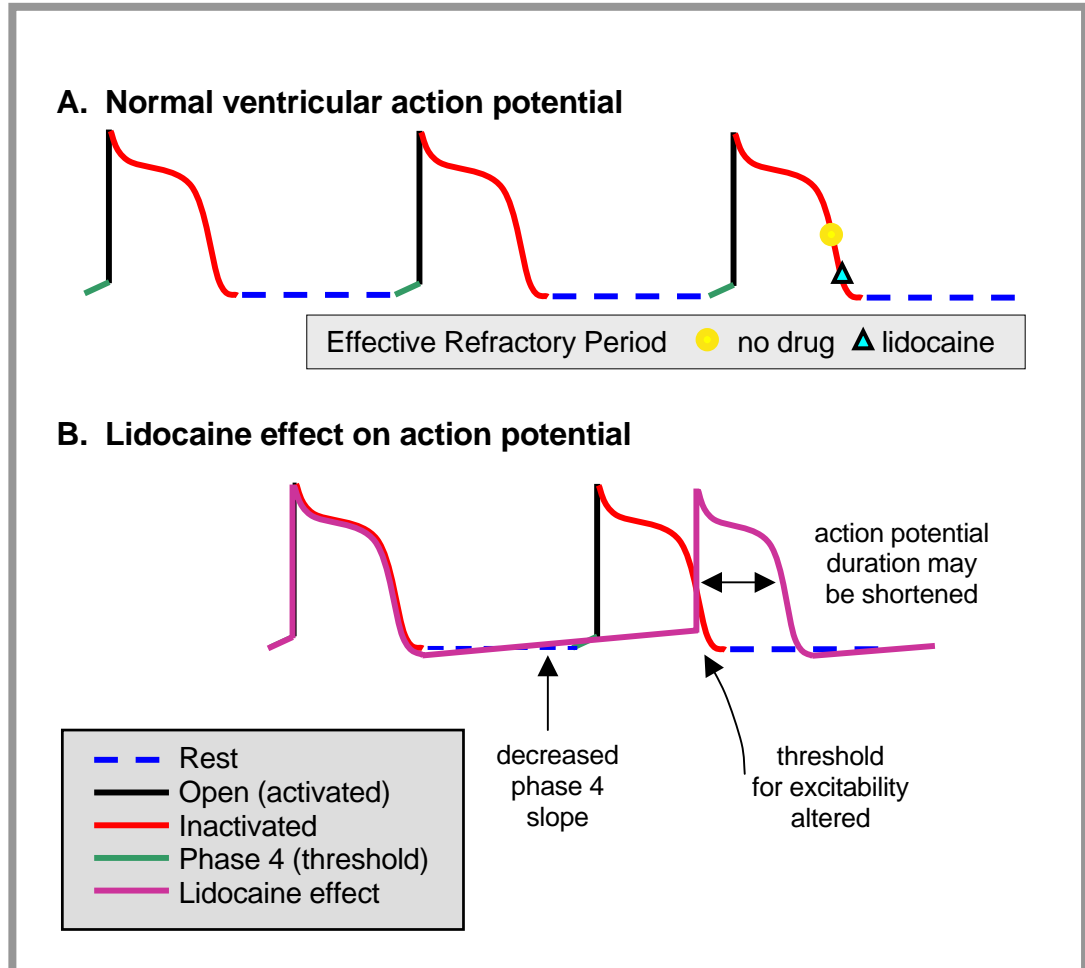 A. Normal ventricular action potential
Effective Refractory Period no drug lidocaine
B. Lidocaine effect on action potential
action potential
duration may
be shortened
decreased
phase 4
slope
threshold
for excitability
altered
Rest
Open (activated)
Inactivated
Phase 4 (threshold)
Lidocaine effect